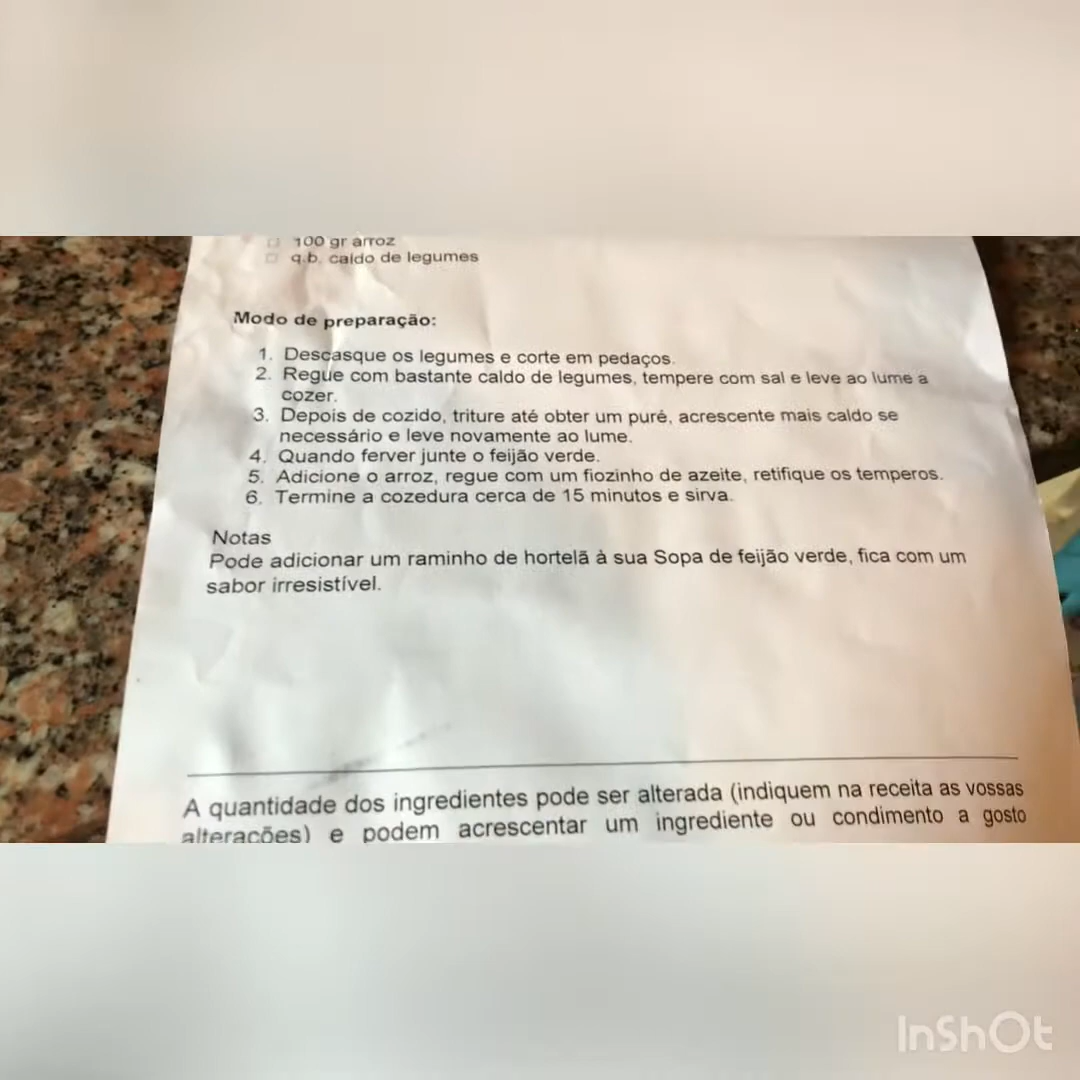 100 gr arroz
q.b. caldo de legumes
Modo de preparação:
1. Descasque os legumes e corte em pedaços.
2. Regue com bastante caldo de legumes, tempere com sal e leve ao lume a
cozer.
3. Depois de cozido, triture até obter um puré, acrescente mais caldo se
necessário e leve novamente ao lume.
4. Quando ferver junte o feijão verde.
5. Adicione o arroz, regue com um fiozinho de azeite, retifique os temperos.
6. Termine a cozedura cerca de 15 minutos e sirva.
Notas
Pode adicionar um raminho de hortelã à sua Sopa de feijão verde, fica com um
sabor irresistível.
A quantidade dos ingredientes pode ser alterada (indiquem na receita as vossas
alterações) e podem acrescentar um ingrediente ou condimento a gosto
InShOt